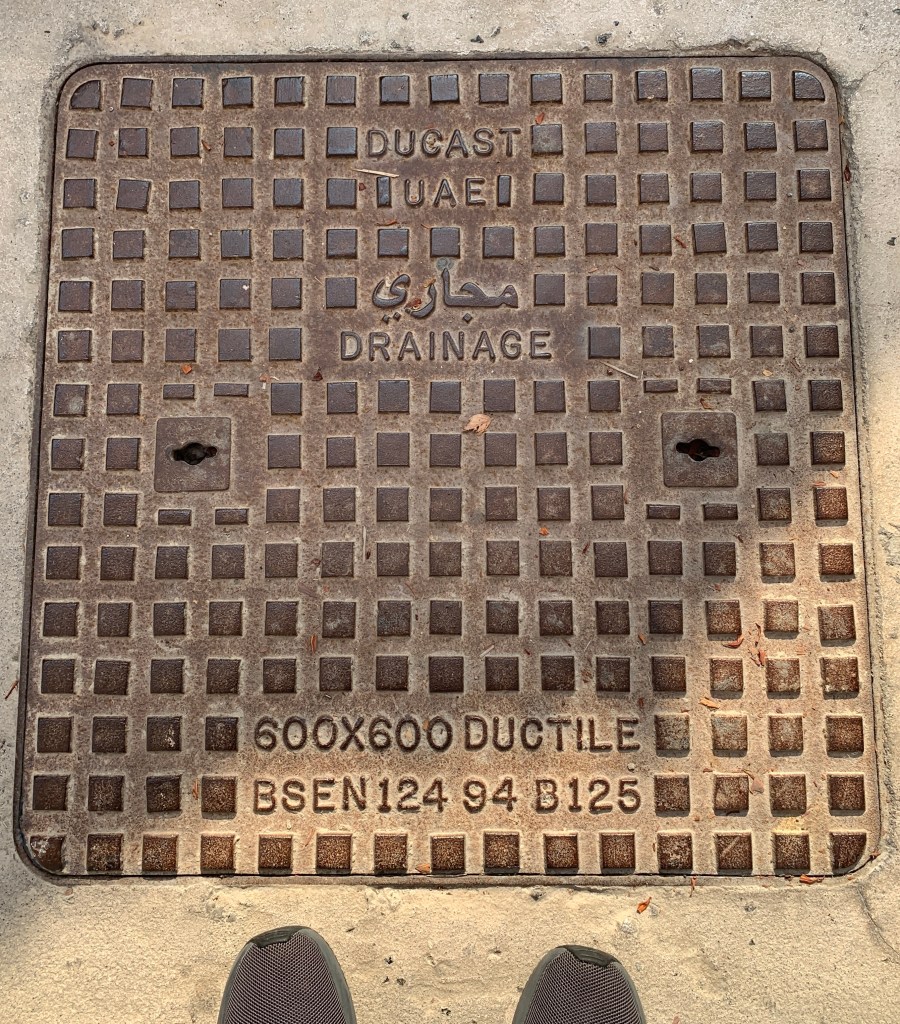 DUCAST
UAE
مجاري
DRAINAGE
600X600 DUCTILE
BSEN 124 94 B125